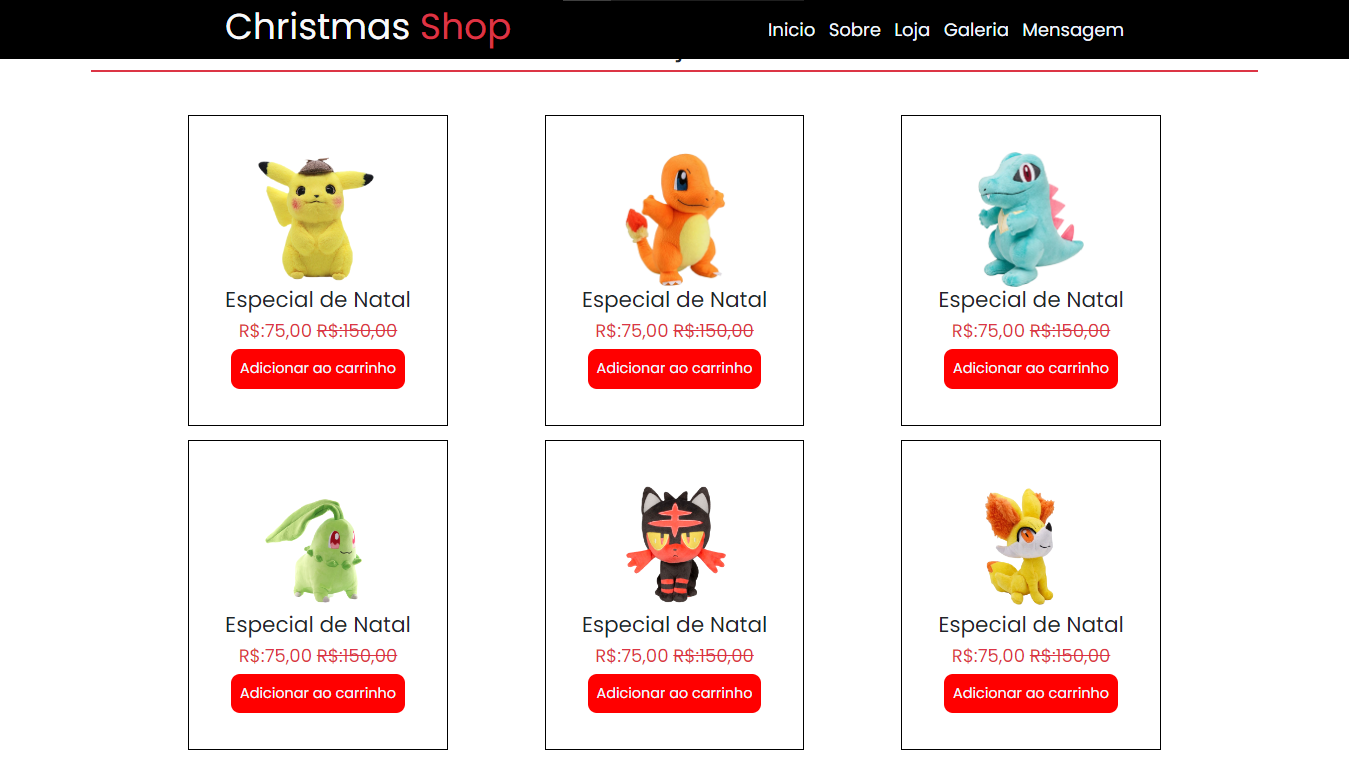 Christmas Shop
Inicio Sobre Loja Galeria Mensagem
Especial de Natal
R$:75,00 R$:150,00
Adicionar ao carrinho
Especial de Natal
R$:75,00 R$:150,00
Adicionar ao carrinho
Especial de Natal
R$:75,00 R$:150,00
Adicionar ao carrinho
Especial de Natal
R$:75,00 R$:150,00
Adicionar ao carrinho
Especial de Natal
R$:75,00 R$:150,00
Adicionar ao carrinho
Especial de Natal
R$:75,00 R$:150,00
Adicionar ao carrinho